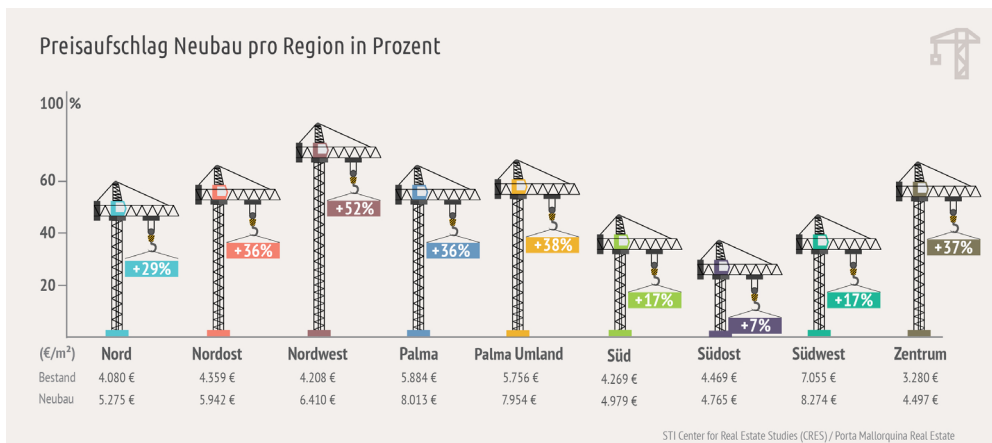 Preisaufschlag Neubau pro Region in Prozent
100 %
60
40
20
+29%
+36%
+52%
+36%
+38%
+17%
+7%
+17%
+37%
(€/m²) Nord Nordost Nordwest Palma Palma Umland Süd Südost Südwest Zentrum
Bestand 4.080 € 4.359 € 4.208 € 5.884 € 5.756 € 4.269 € 4.469 € 7.055 € 3.280 €
Neubau 5.275 € 5.942 € 6.410 € 8.013 € 7.954 € 4.979 € 4.765 € 8.274 € 4.497 €
STI Center for Real Estate Studies (CRES) / Porta Mallorquina Real Estate